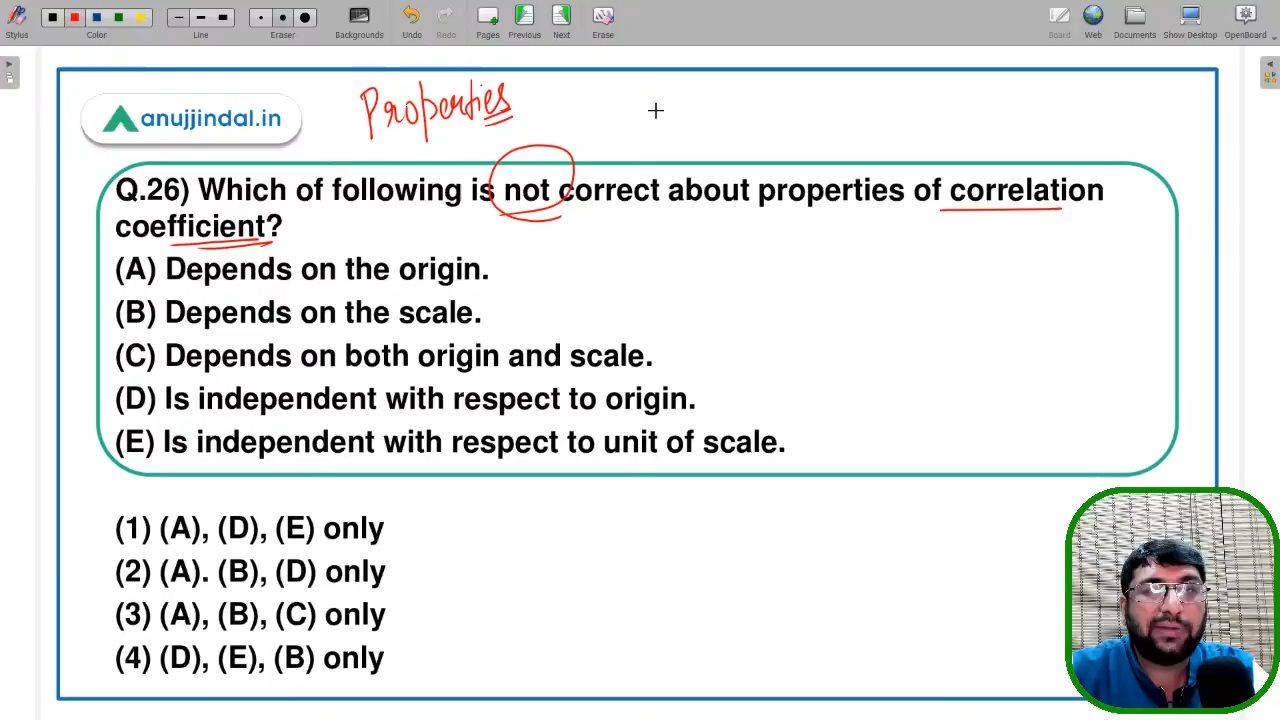 Stylus Color Line Eraser Backgrounds Undo Redo Pages Previous Next Erase Board Web Documents Show Desktop OpenBoard
anujjindal.in
Properties
Q.26) Which of following is not correct about properties of correlation
coefficient?
(A) Depends on the origin.
(B) Depends on the scale.
(C) Depends on both origin and scale.
(D) Is independent with respect to origin.
(E) Is independent with respect to unit of scale.
(1) (A), (D), (E) only
(2) (A). (B), (D) only
(3) (A), (B), (C) only
(4) (D), (E), (B) only